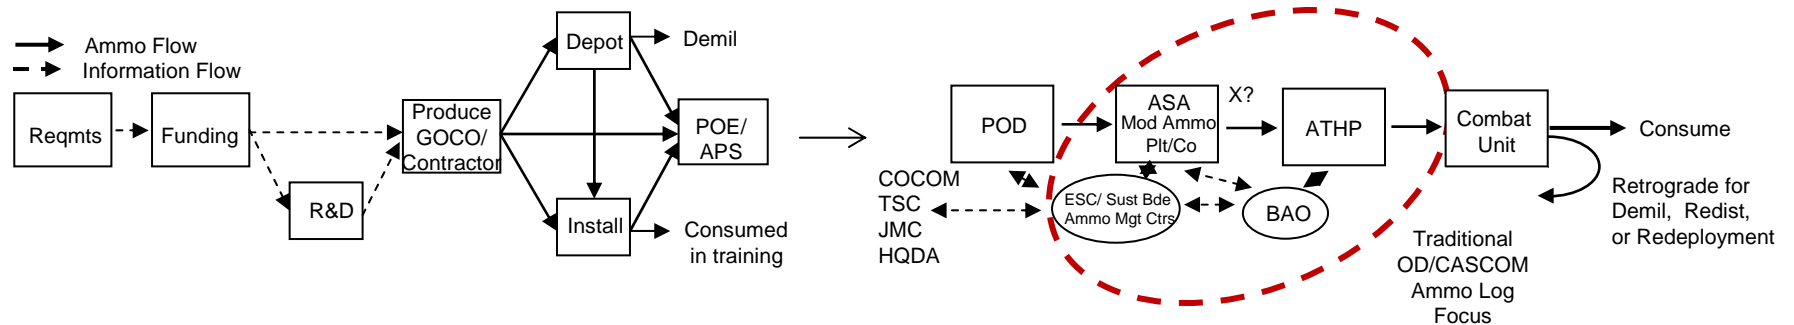 Ammo Flow
Information Flow
Reqmts
Funding
R&D
Produce
GOCO/
Contractor
Depot
Demil
Install
Consumed
in training
POE/
APS
POD
ASA
Mod Ammo
Plt/Co
X?
ATHP
Combat
Unit
Consume
COCOM
TSC
JMC
HQDA
ESC/ Sust Bde
Ammo Mgt Ctrs
BAO
Retrograde for
Demil, Redist,
or Redeployment
Traditional
OD/CASCOM
Ammo Log
Focus